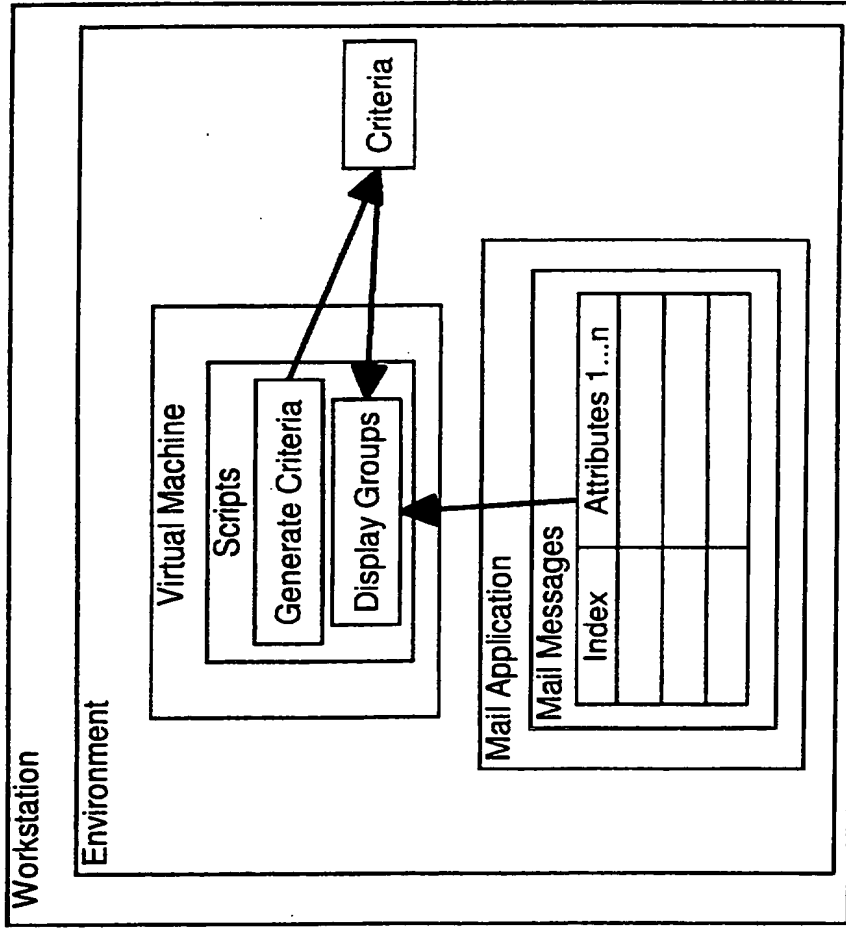 Workstation
Environment
Virtual Machine
Scripts
Generate Criteria
Display Groups
Criteria
Mail Application
Mail Messages
Index
Attributes 1...n